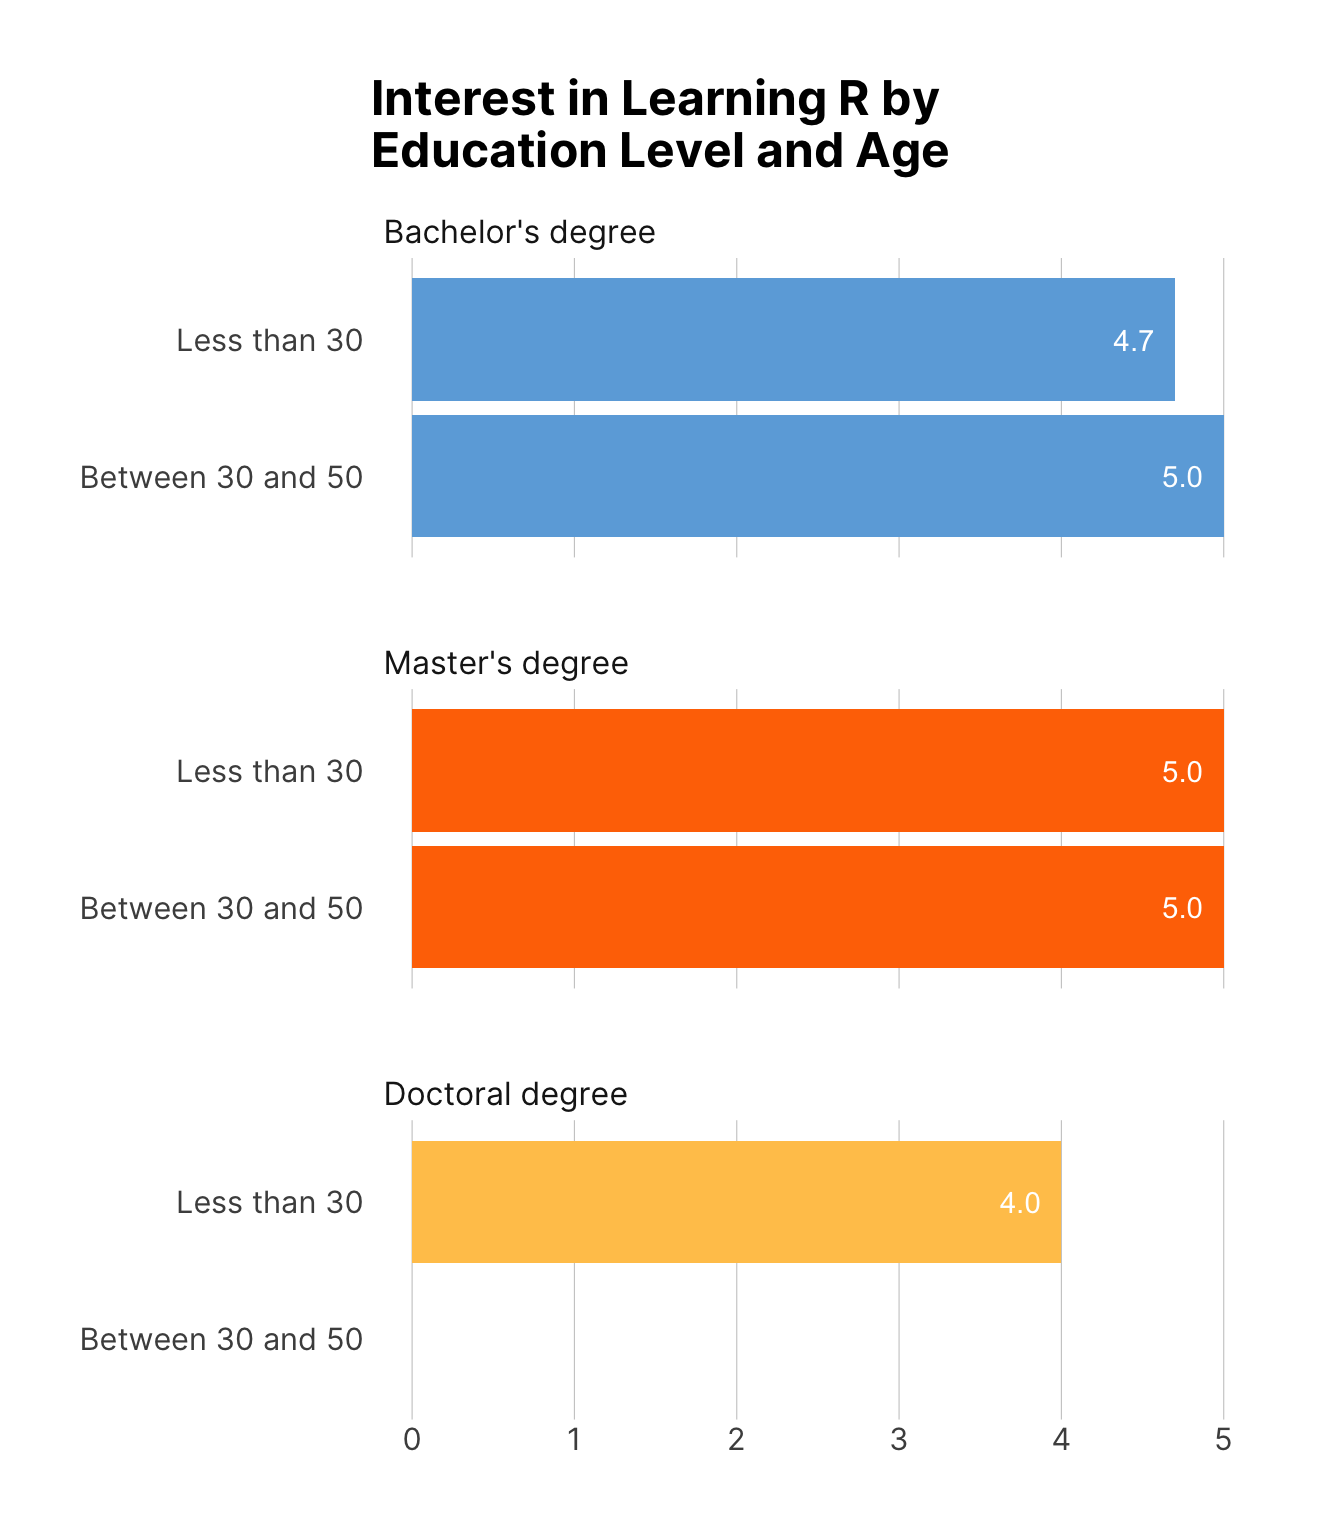 Interest in Learning R by
Education Level and Age
Bachelor's degree
Less than 30
4.7
Between 30 and 50
5.0
Master's degree
Less than 30
5.0
Between 30 and 50
5.0
Doctoral degree
Less than 30
4.0
Between 30 and 50
0 1 2 3 4 5